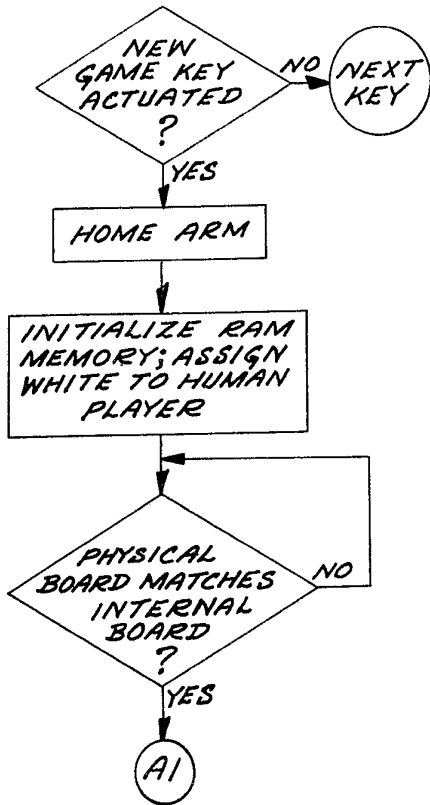 NEW
GAME KEY
ACTUATED
?
NO
NEXT
KEY
YES
HOME ARM
INITIALIZE RAM
MEMORY; ASSIGN
WHITE TO HUMAN
PLAYER
PHYSICAL
BOARD MATCHES
INTERNAL
BOARD
?
NO
YES
A1